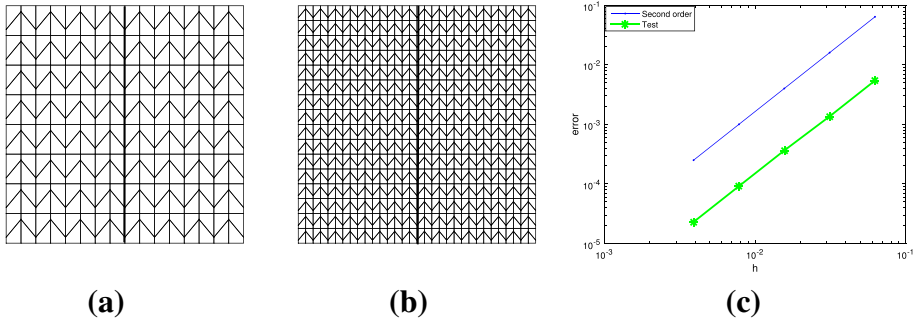 Second order
Test
10^-1
10^-2
10^-3
10^-4
10^-5
error
10^-3
10^-2
10^-1
h
(a)
(b)
(c)